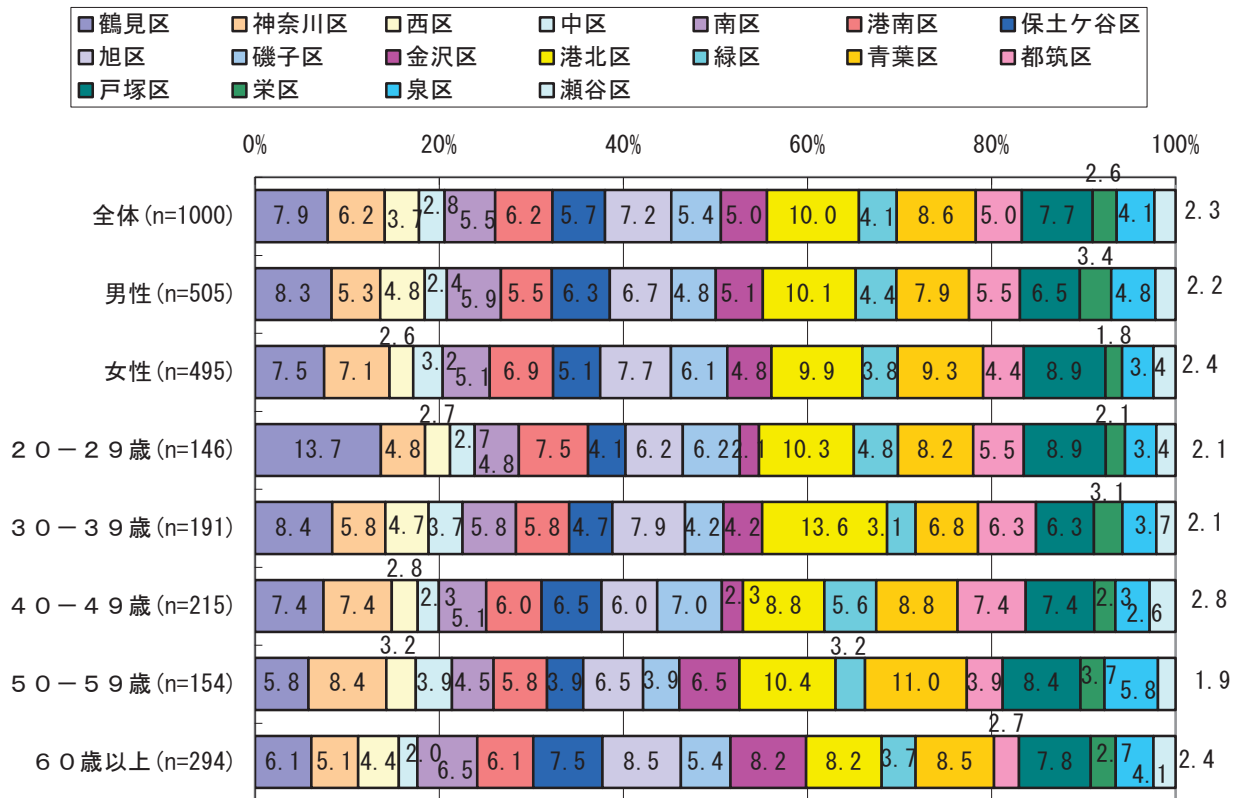 鶴見区 神奈川区 西区 中区 南区 港南区 保土ケ谷区
旭区 磯子区 金沢区 港北区 緑区 青葉区 都筑区
戸塚区 栄区 泉区 瀬谷区
0% 20% 40% 60% 80% 100%
2.6
全体(n=1000) 7.9 6.2 3.7 2.8 5.5 6.2 5.7 7.2 5.4 5.0 10.0 4.1 8.6 5.0 7.7 4.1 2.3
3.4
男性(n=505) 8.3 5.3 4.8 2.4 5.9 5.5 6.3 6.7 4.8 5.1 10.1 4.4 7.9 5.5 6.5 4.8 2.2
2.6 1.8
女性(n=495) 7.5 7.1 3.2 5.1 6.9 5.1 7.7 6.1 4.8 9.9 3.8 9.3 4.4 8.9 3.4 2.4
2.7 2.1
20-29歳(n=146) 13.7 4.8 2.7 4.8 7.5 4.1 6.2 6.2 2.1 10.3 4.8 8.2 5.5 8.9 3.4 2.1
3.1
30-39歳(n=191) 8.4 5.8 4.7 3.7 5.8 5.8 4.7 7.9 4.2 4.2 13.6 3.1 6.8 6.3 6.3 3.7 2.1
2.8
40-49歳(n=215) 7.4 7.4 2.3 5.1 6.0 6.5 6.0 7.0 2.3 8.8 5.6 8.8 7.4 7.4 2.3 2.6 2.8
3.2 3.2
50-59歳(n=154) 5.8 8.4 3.9 4.5 5.8 3.9 6.5 3.9 6.5 10.4 11.0 3.9 8.4 3.7 5.8 1.9
2.7
60歳以上(n=294) 6.1 5.1 4.4 2.0 6.5 6.1 7.5 8.5 5.4 8.2 8.2 3.7 8.5 7.8 2.7 4.1 2.4